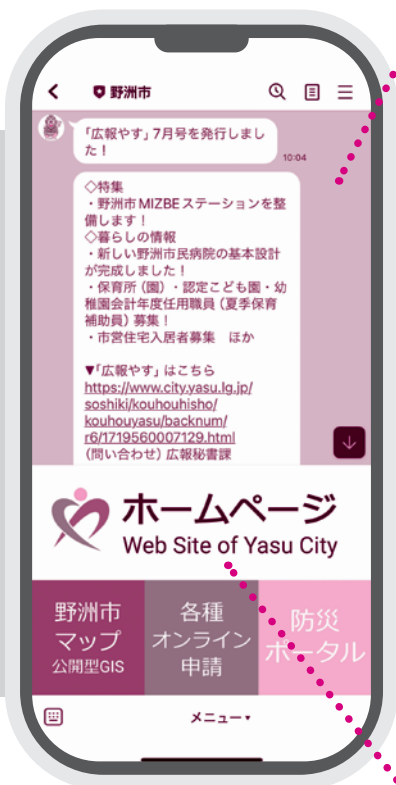 野洲市
「広報やす」7月号を発行しまし
た！
10:04
◇特集
・野洲市MIZBEステーションを整
備します！
◇暮らしの情報
・新しい野洲市民病院の基本設計
が完成しました！
・保育所（園）・認定こども園・幼
稚園会計年度任用職員（夏季保育
補助員）募集！
・市営住宅入居者募集　ほか
▼「広報やす」はこちら
https://www.city.yasu.lg.jp/
soshiki/kouhouhisho/
kouhouyasu/backnum/
r6/1719560007129.html
(問い合わせ) 広報秘書課
ホームページ
Web Site of Yasu City
野洲市
マップ
公開型GIS
各種
オンライン
申請
防災
ポータル
メニュー▾